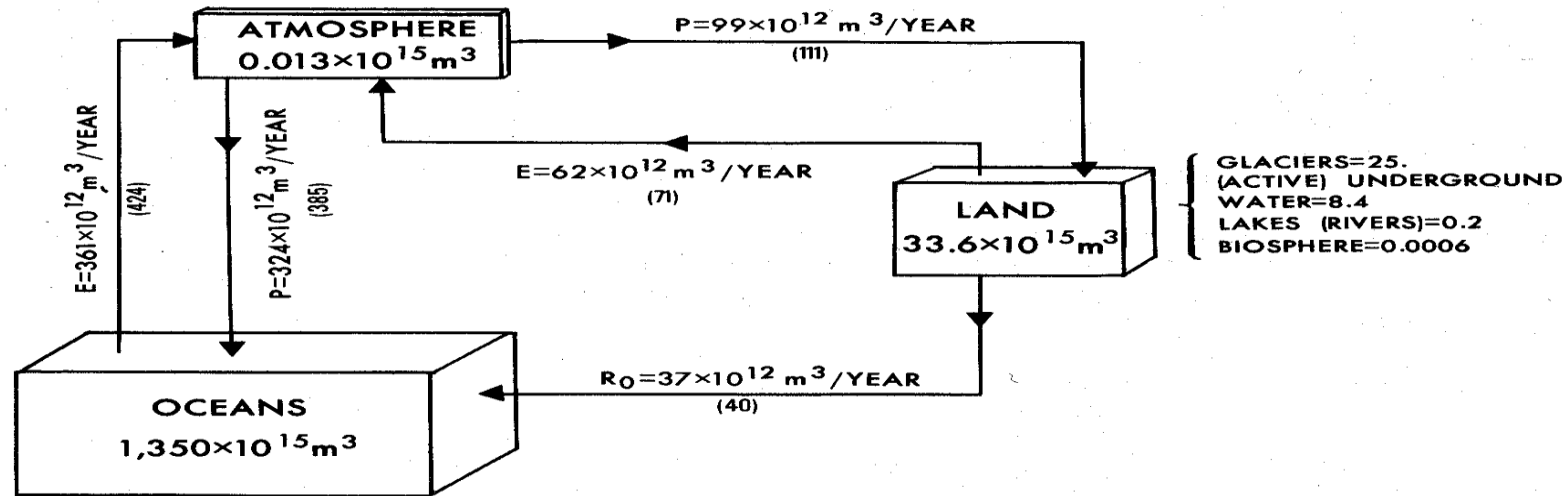 ATMOSPHERE
0.013×10¹⁵m³
P=99×10¹² m³/YEAR
(111)
E=62×10¹² m³/YEAR
(71)
E=361×10¹² m³/YEAR
(424)
P=324×10¹² m³/YEAR
(385)
LAND
33.6×10¹⁵m³
GLACIERS=25.
(ACTIVE) UNDERGROUND
WATER=8.4
LAKES (RIVERS)=0.2
BIOSPHERE=0.0006
R₀=37×10¹² m³/YEAR
(40)
OCEANS
1,350×10¹⁵m³